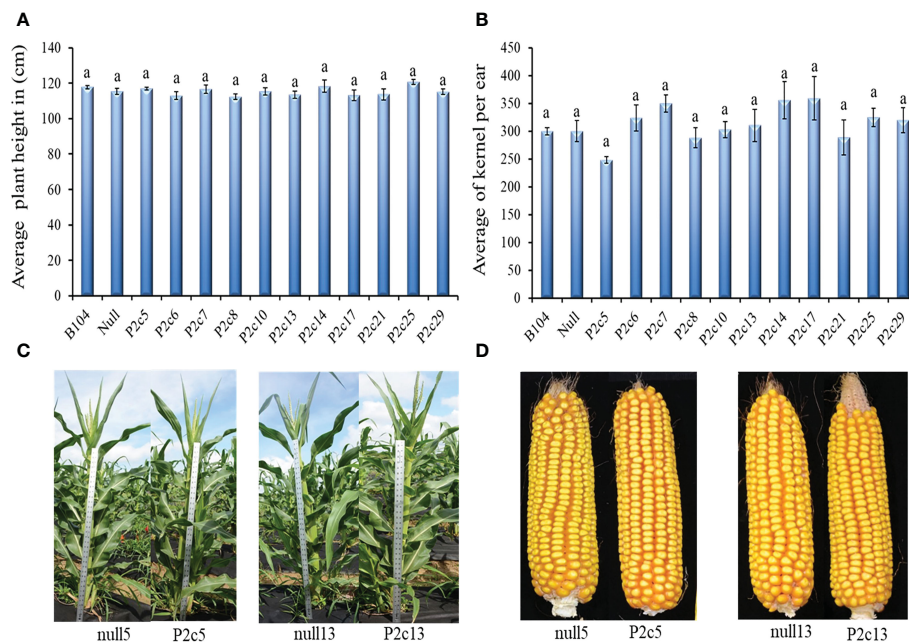 A
Average plant height in (cm)
140
120
100
80
60
40
20
0
a a a a a a a a a a a a a
B104 Null P2c5 P2c6 P2c7 P2c8 P2c10 P2c13 P2c14 P2c17 P2c21 P2c25 P2c29
B
Average of kernel per ear
450
400
350
300
250
200
150
100
50
0
a a a a a a a a a a a a a
B104 Null P2c5 P2c6 P2c7 P2c8 P2c10 P2c13 P2c14 P2c17 P2c21 P2c25 P2c29
C
null5 P2c5 null13 P2c13
D
null5 P2c5 null13 P2c13